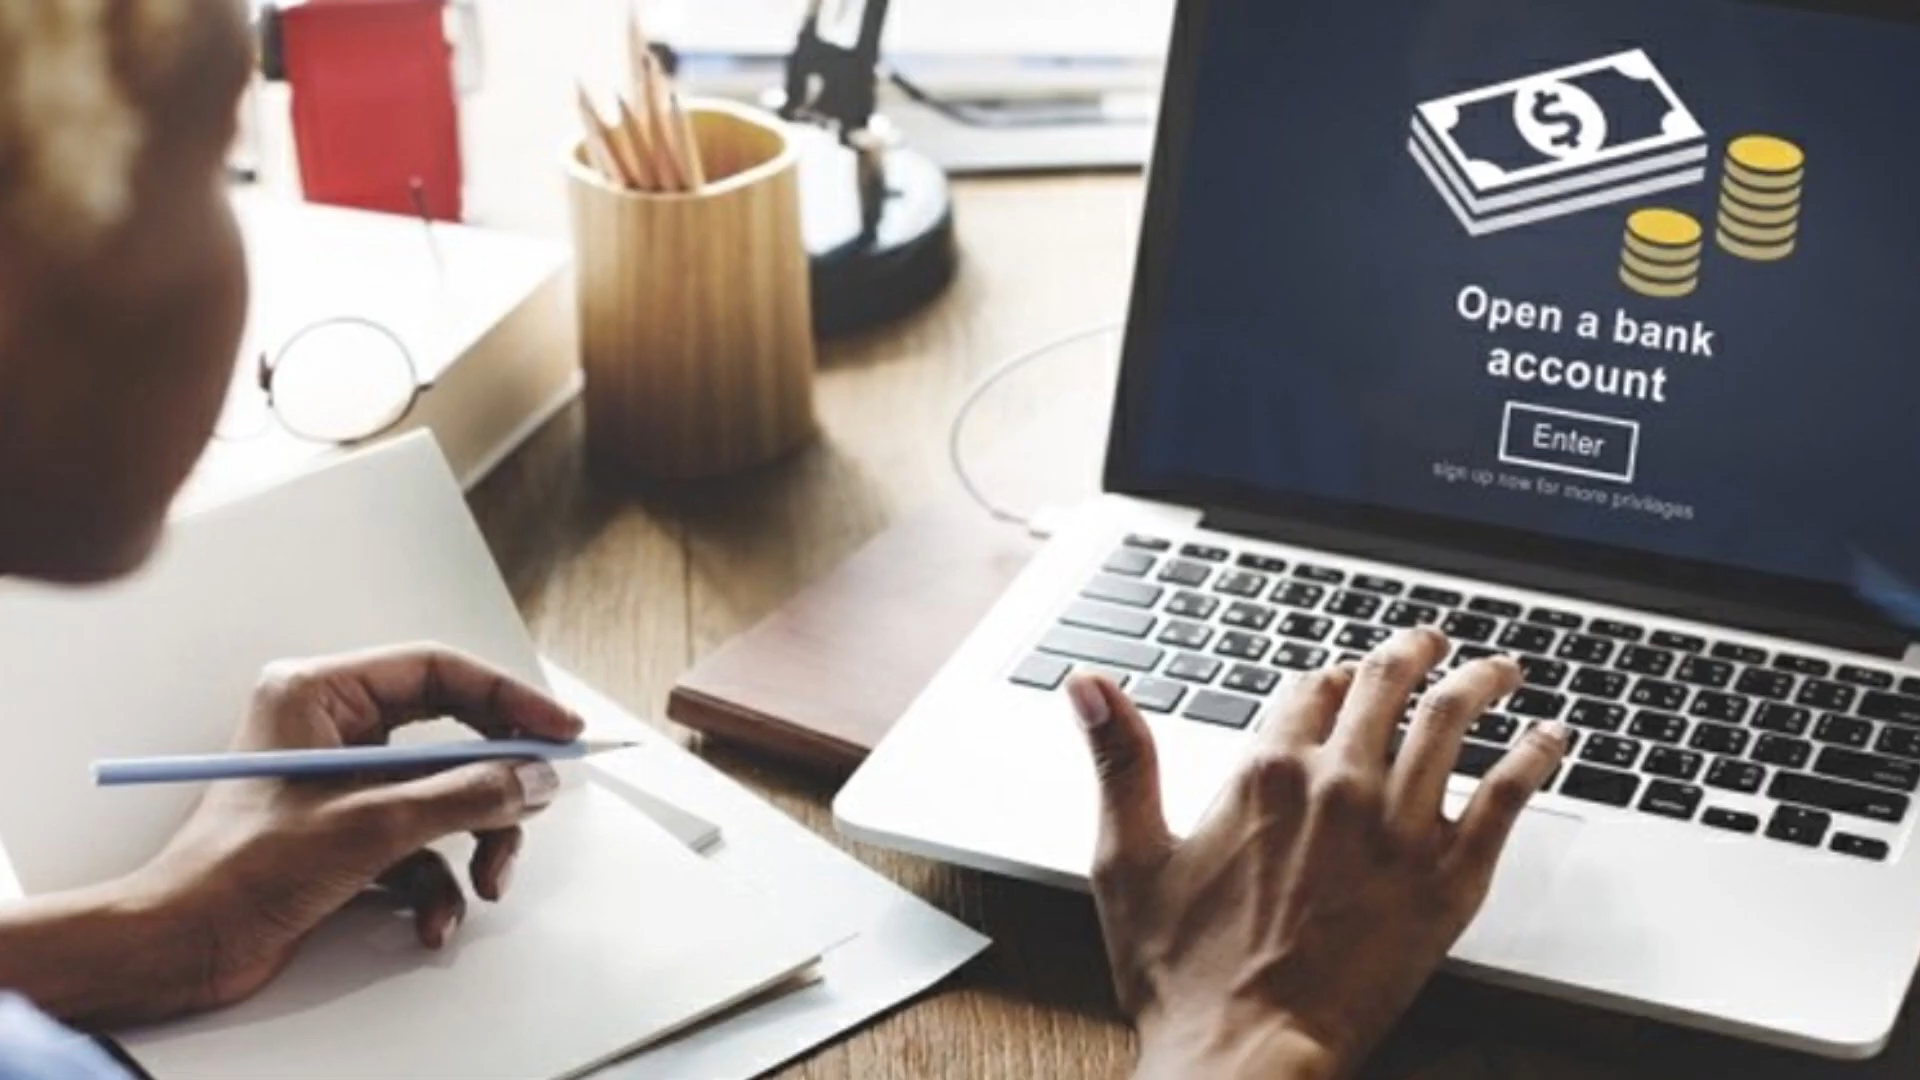 $
Open a bank
account
Enter
sign up now for more privileges